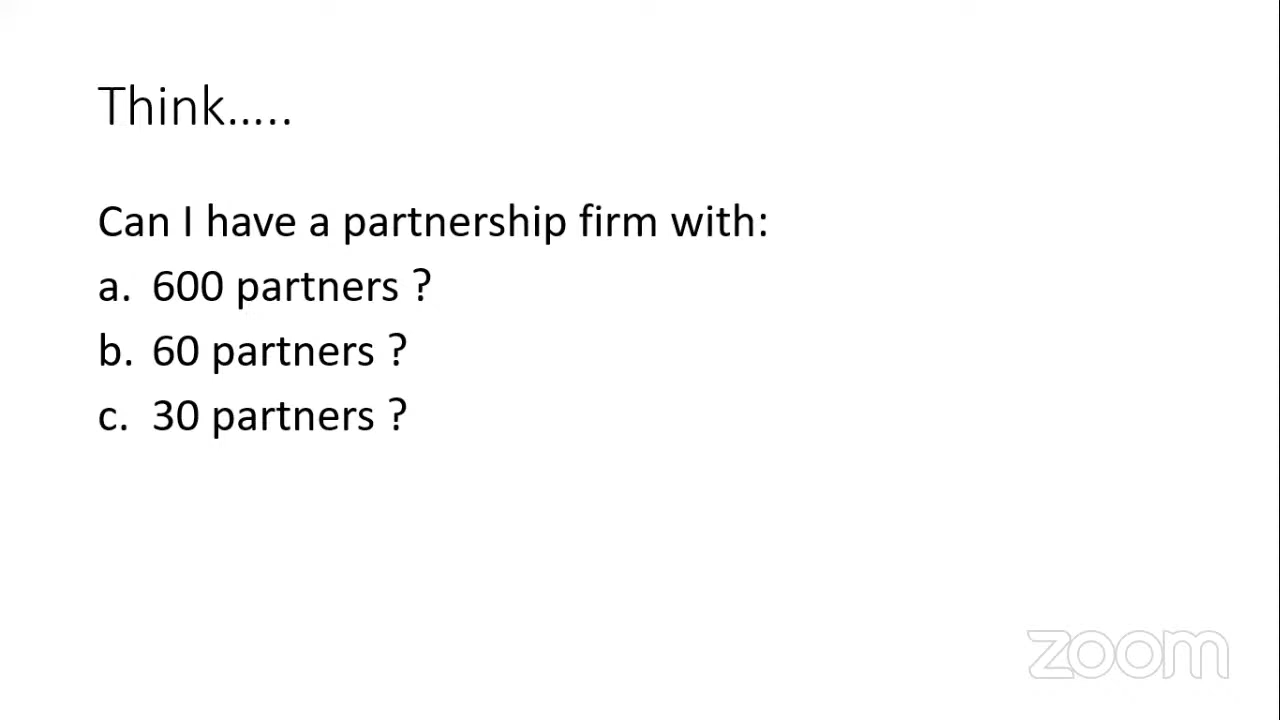 Think.....
Can I have a partnership firm with:
a. 600 partners ?
b. 60 partners ?
c. 30 partners ?
zoom